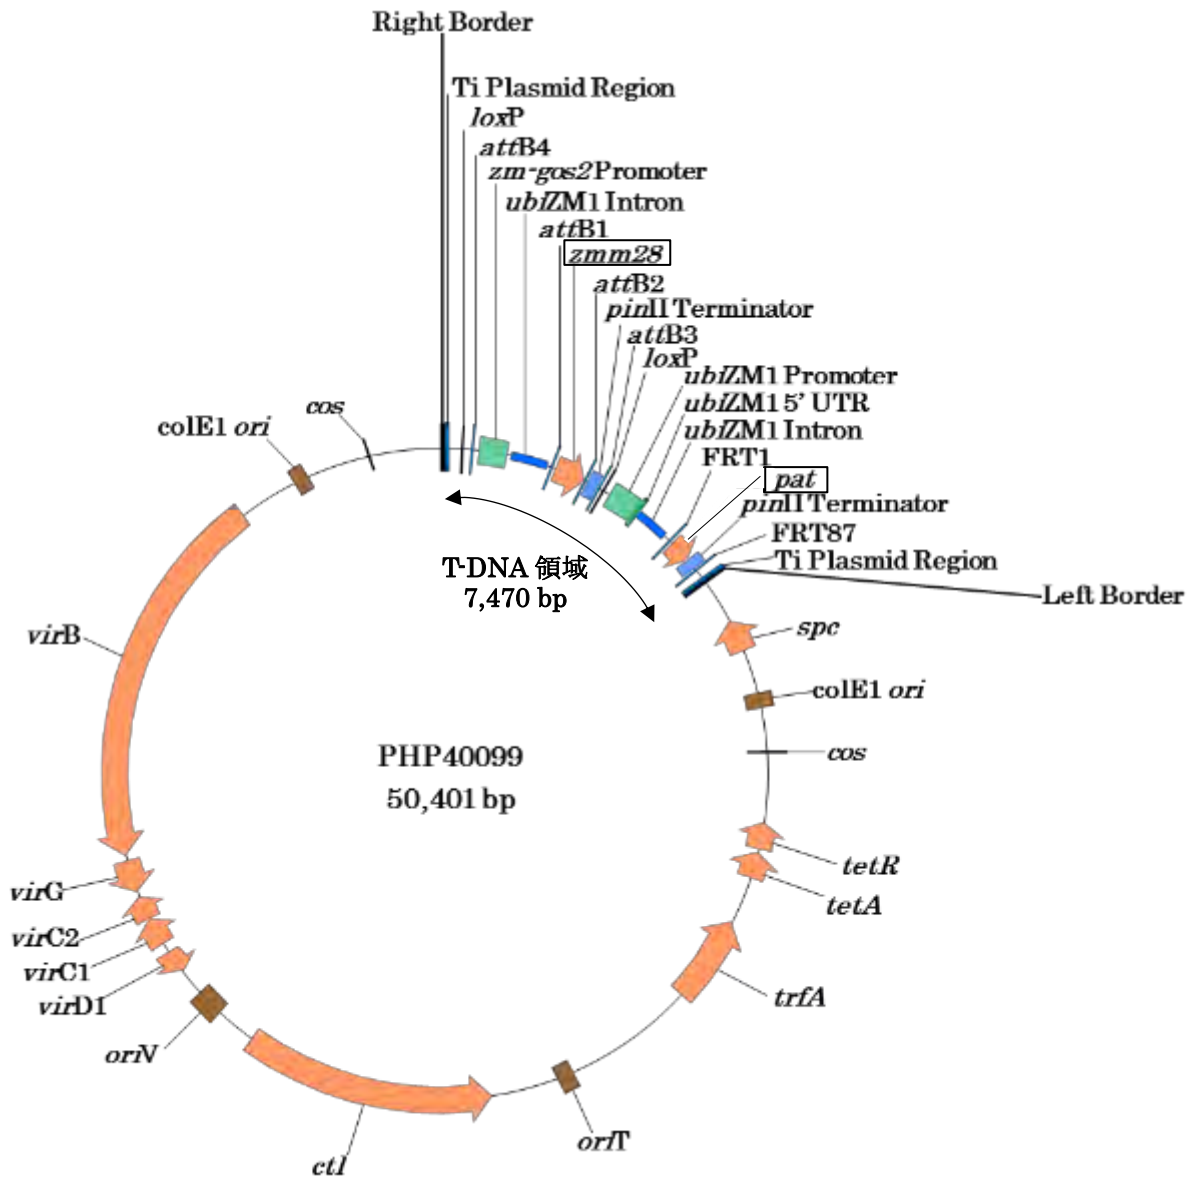 Right Border
Ti Plasmid Region
loxP
attB4
zm-gos2 Promoter
ubiZM1 Intron
attB1
zmm28
attB2
pinII Terminator
attB3
loxP
ubiZM1 Promoter
ubiZM1 5' UTR
ubiZM1 Intron
FRT1
pat
pinII Terminator
FRT87
Ti Plasmid Region
Left Border
T-DNA 領域
7,470 bp
spc
colE1 ori
cos
tetR
tetA
trfA
oriT
ctl
oriV
virD1
virC1
virC2
virG
virB
colE1 ori
cos
PHP40099
50,401 bp